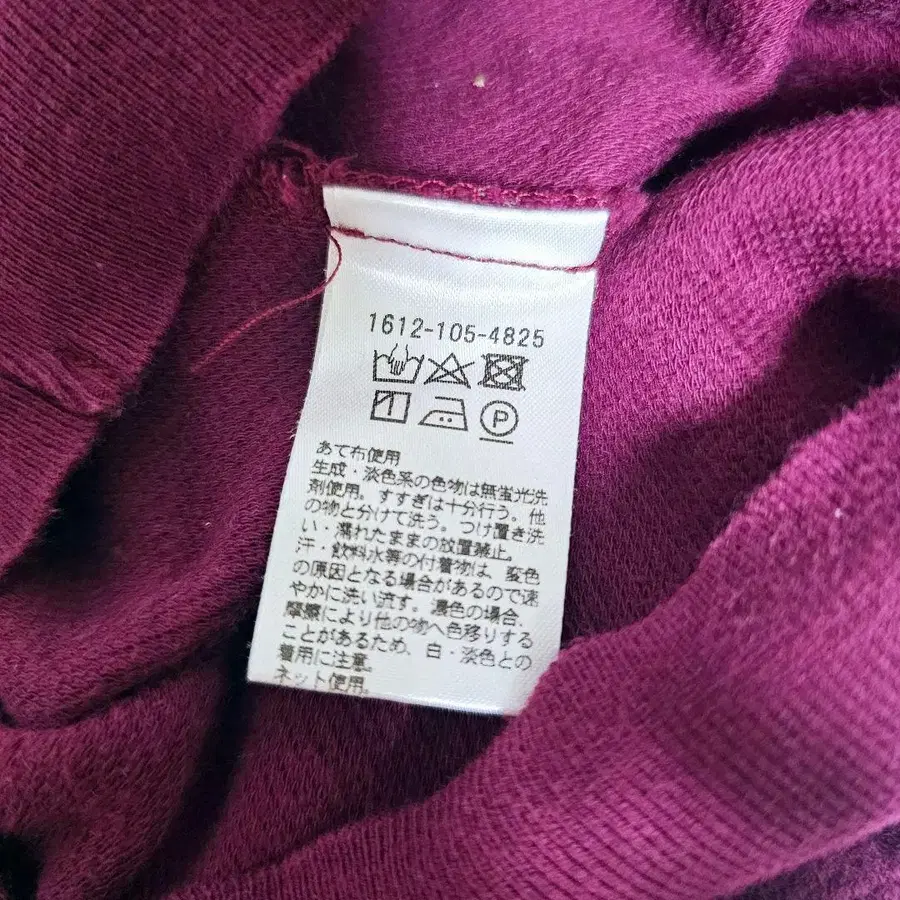 1612-105-4825
P
あて布使用
生成・淡色系の色物は無蛍光洗
剤使用。すすぎは十分行う。他
の物と分けて洗う。つけ置き洗
い・濡れたままの放置禁止。
汗・飲料水等の付着物は、変色
の原因となる場合があるので速
やかに洗い流す。濃色の場合、
摩擦により他の物へ色移りする
ことがあるため、白・淡色との
着用に注意。
ネット使用。